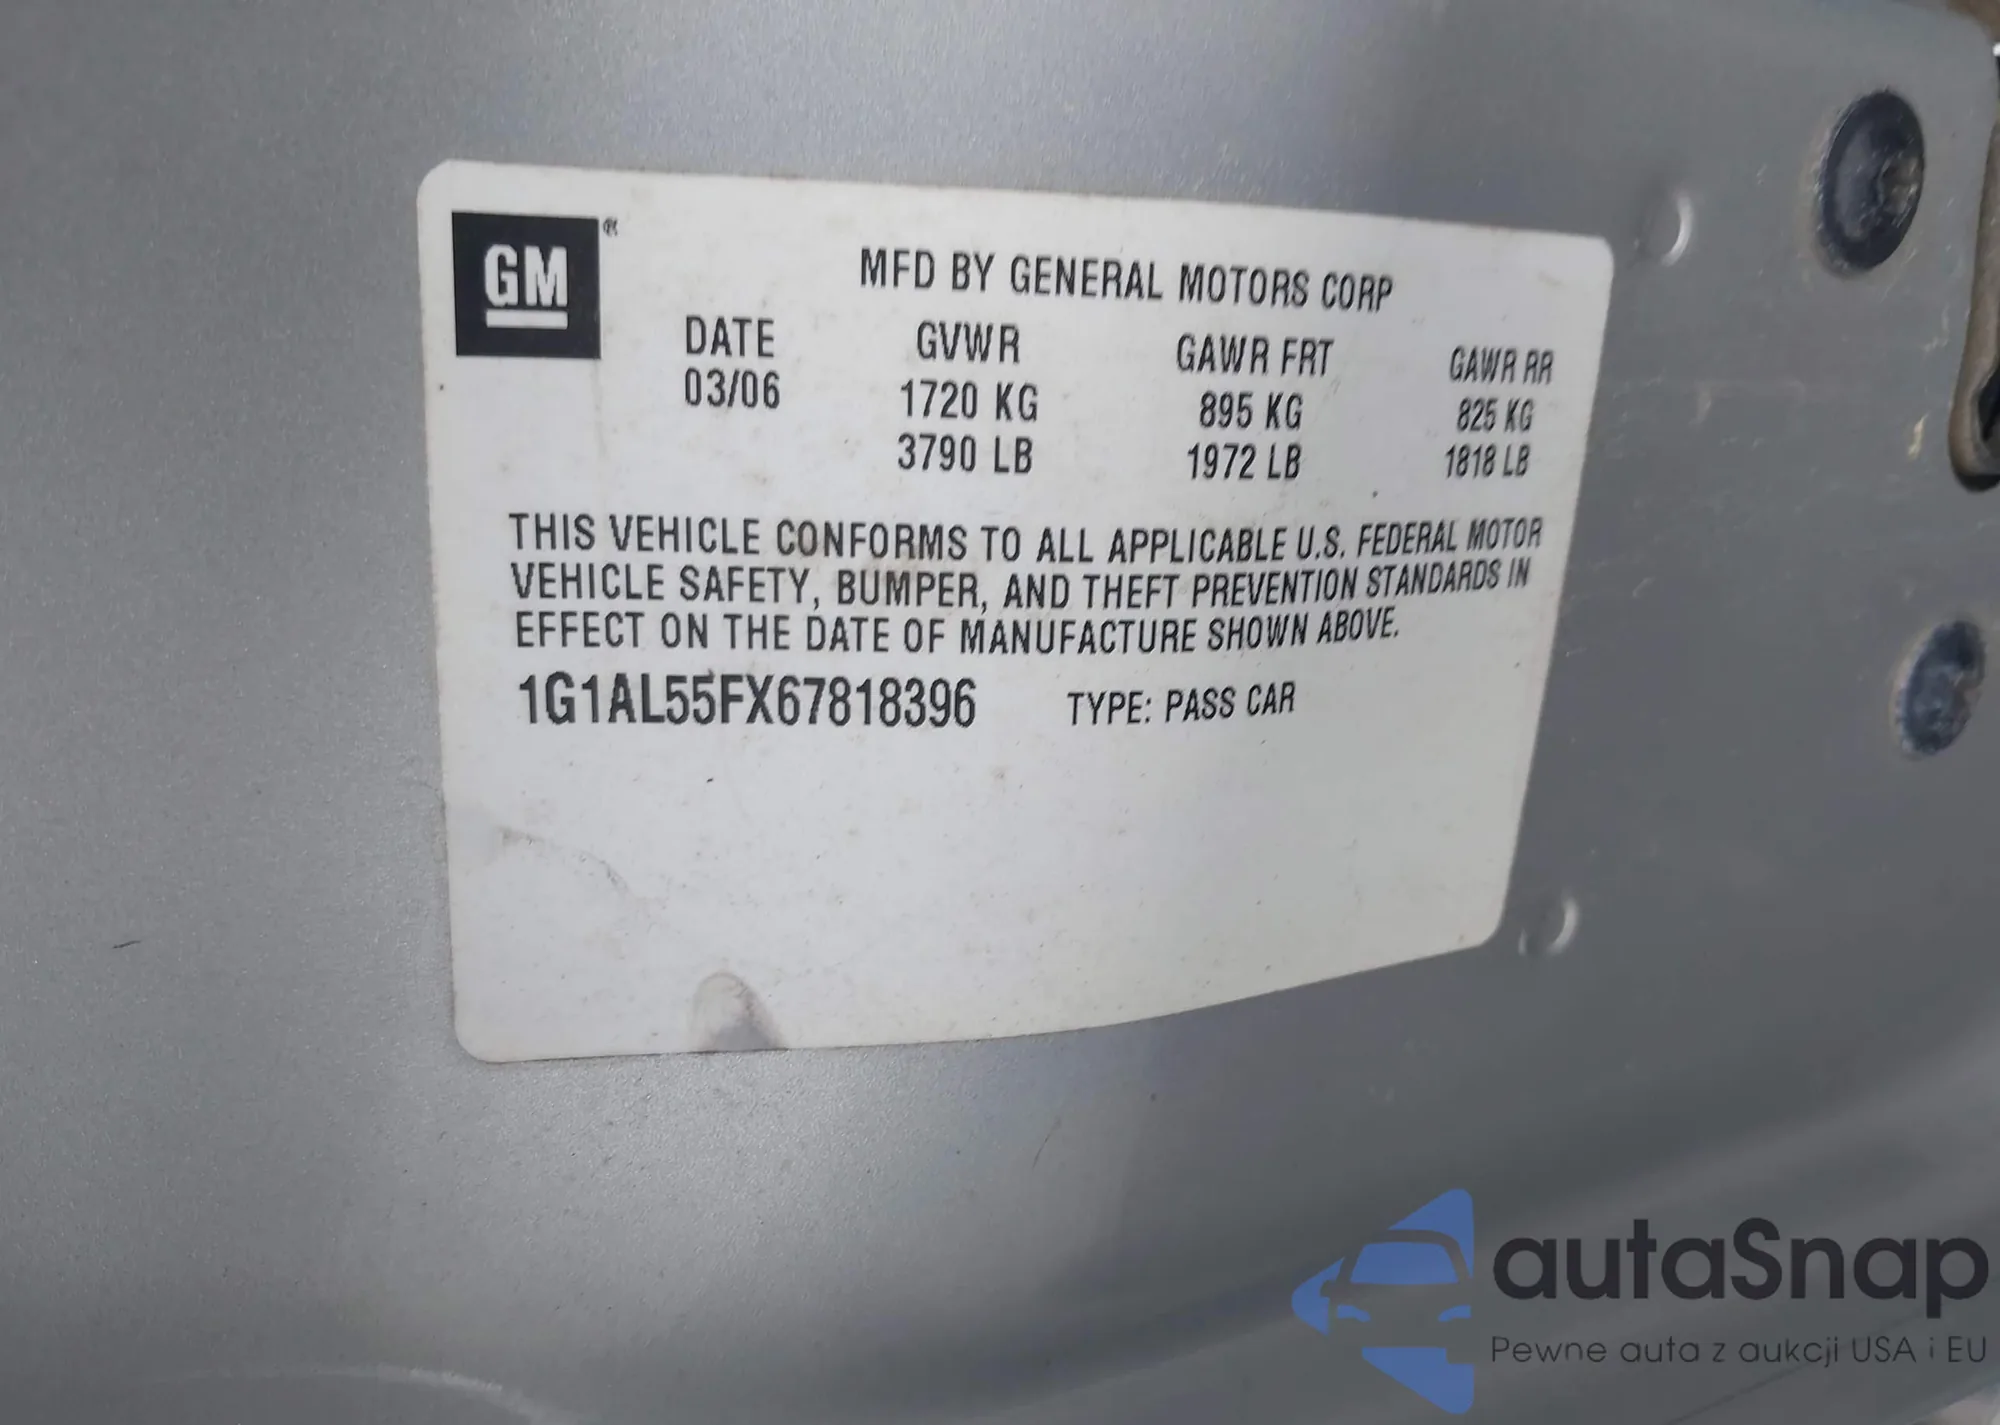 GM®
MFD BY GENERAL MOTORS CORP
DATE GVWR GAWR FRT GAWR RR
03/06 1720 KG 895 KG 825 KG
3790 LB 1972 LB 1818 LB
THIS VEHICLE CONFORMS TO ALL APPLICABLE U.S. FEDERAL MOTOR
VEHICLE SAFETY, BUMPER, AND THEFT PREVENTION STANDARDS IN
EFFECT ON THE DATE OF MANUFACTURE SHOWN ABOVE.
1G1AL55FX67818396 TYPE: PASS CAR
autaSnap
Pewne auta z aukcji USA i EU